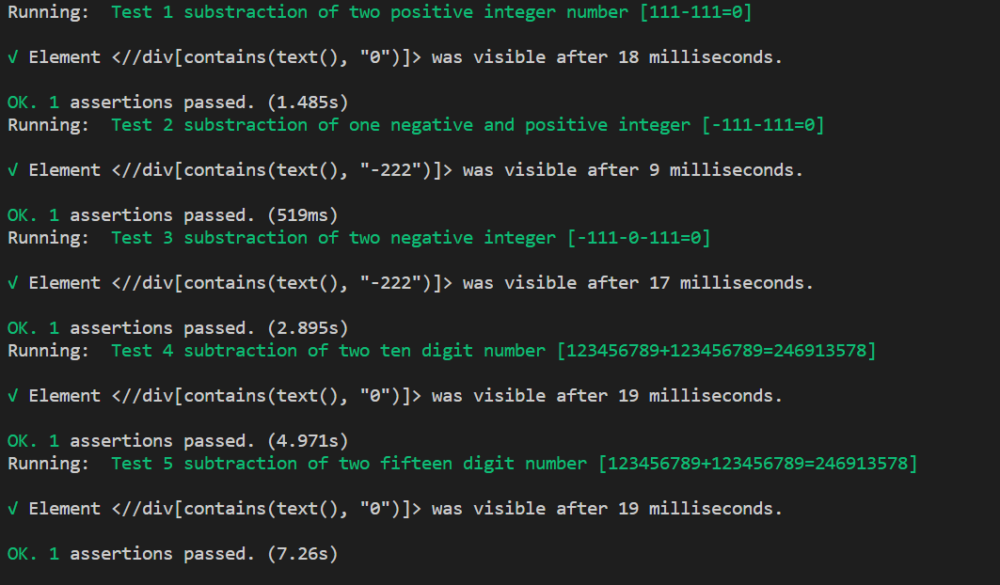 Running:  Test 1 substraction of two positive integer number [111-111=0]
√ Element <//div[contains(text(), "0")]> was visible after 18 milliseconds.
OK. 1 assertions passed. (1.485s)
Running:  Test 2 substraction of one negative and positive integer [-111-111=0]
√ Element <//div[contains(text(), "-222")]> was visible after 9 milliseconds.
OK. 1 assertions passed. (519ms)
Running:  Test 3 substraction of two negative integer [-111-0-111=0]
√ Element <//div[contains(text(), "-222")]> was visible after 17 milliseconds.
OK. 1 assertions passed. (2.895s)
Running:  Test 4 subtraction of two ten digit number [123456789+123456789=246913578]
√ Element <//div[contains(text(), "0")]> was visible after 19 milliseconds.
OK. 1 assertions passed. (4.971s)
Running:  Test 5 subtraction of two fifteen digit number [123456789+123456789=246913578]
√ Element <//div[contains(text(), "0")]> was visible after 19 milliseconds.
OK. 1 assertions passed. (7.26s)